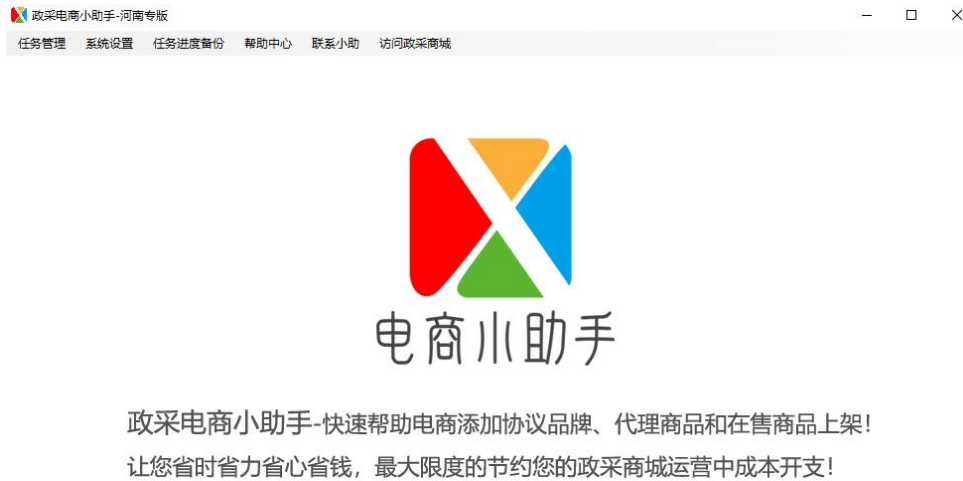 政采电商小助手-河南专版
任务管理 系统设置 任务进度备份 帮助中心 联系小助 访问政采商城
电商小助手
政采电商小助手-快速帮助电商添加协议品牌、代理商品和在售商品上架!
让您省时省力省心省钱，最大限度的节约您的政采商城运营中成本开支!